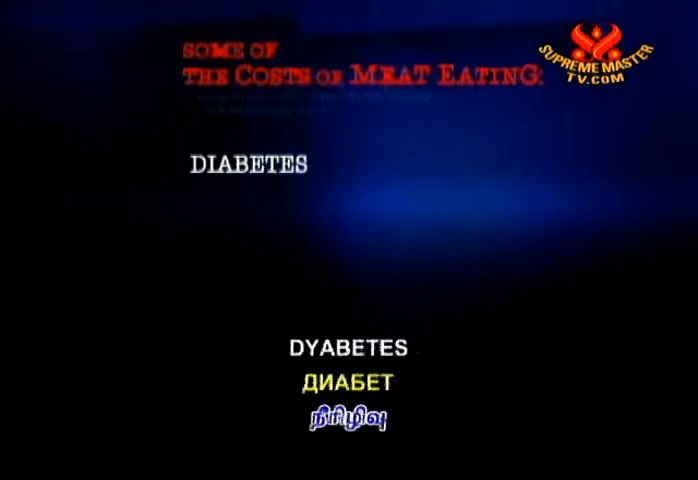 SOME OF
THE COSTS OF MEAT EATING:
SUPREME MASTER
TV.COM
DIABETES
DYABETES
ДИАБЕТ
நீரிழிவு